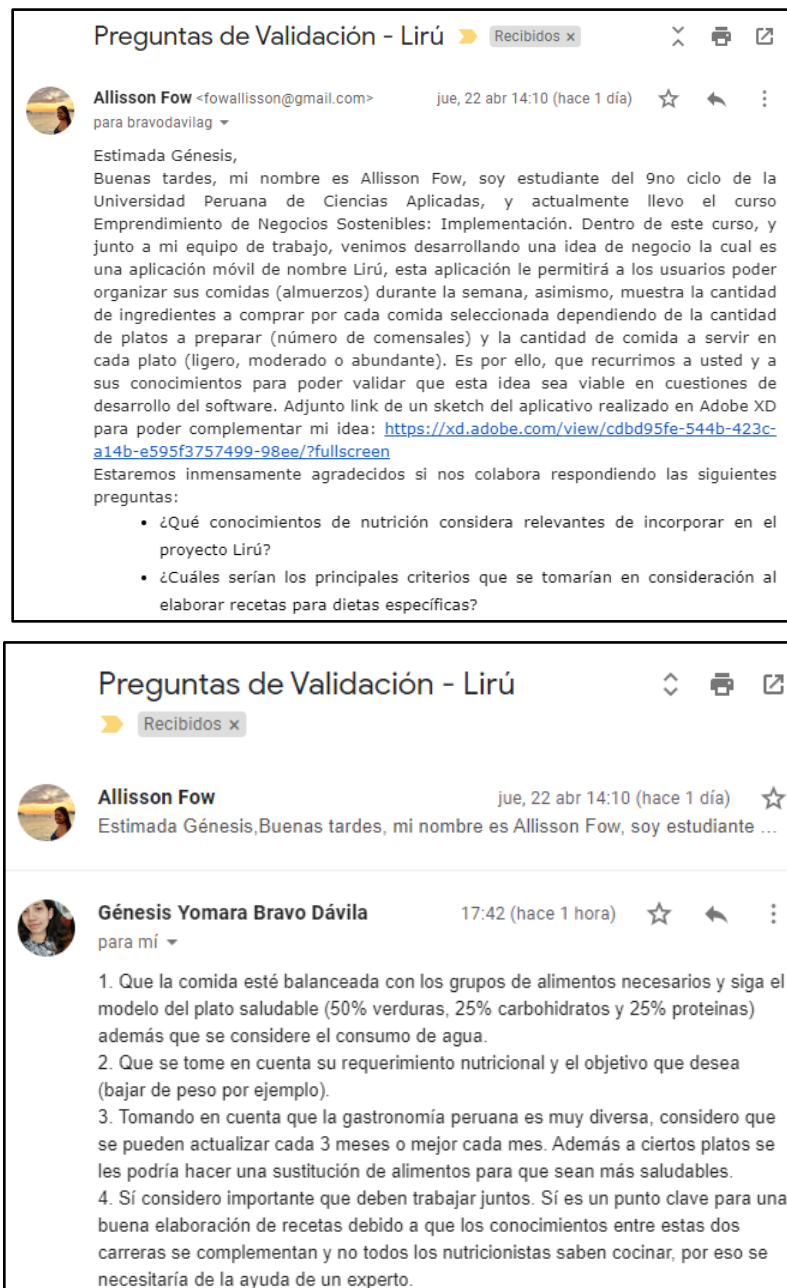 Preguntas de Validación - Lirú Recibidos x
Allisson Fow <fowallisson@gmail.com> jue, 22 abr 14:10 (hace 1 día)
para bravodavilag
Estimada Génesis,
Buenas tardes, mi nombre es Allisson Fow, soy estudiante del 9no ciclo de la
Universidad Peruana de Ciencias Aplicadas, y actualmente llevo el curso
Emprendimiento de Negocios Sostenibles: Implementación. Dentro de este curso, y
junto a mi equipo de trabajo, venimos desarrollando una idea de negocio la cual es
una aplicación móvil de nombre Lirú, esta aplicación le permitirá a los usuarios poder
organizar sus comidas (almuerzos) durante la semana, asimismo, muestra la cantidad
de ingredientes a comprar por cada comida seleccionada dependiendo de la cantidad
de platos a preparar (número de comensales) y la cantidad de comida a servir en
cada plato (ligero, moderado o abundante). Es por ello, que recurrimos a usted y a
sus conocimientos para poder validar que esta idea sea viable en cuestiones de
desarrollo del software. Adjunto link de un sketch del aplicativo realizado en Adobe XD
para poder complementar mi idea: https://xd.adobe.com/view/cdbd95fe-544b-423c-
a14b-e595f3757499-98ee/?fullscreen
Estaremos inmensamente agradecidos si nos colabora respondiendo las siguientes
preguntas:
• ¿Qué conocimientos de nutrición considera relevantes de incorporar en el
proyecto Lirú?
• ¿Cuáles serían los principales criterios que se tomarían en consideración al
elaborar recetas para dietas específicas?
Preguntas de Validación - Lirú
Recibidos x
Allisson Fow jue, 22 abr 14:10 (hace 1 día)
Estimada Génesis,Buenas tardes, mi nombre es Allisson Fow, soy estudiante ...
Génesis Yomara Bravo Dávila 17:42 (hace 1 hora)
para mí
1. Que la comida esté balanceada con los grupos de alimentos necesarios y siga el
modelo del plato saludable (50% verduras, 25% carbohidratos y 25% proteinas)
además que se considere el consumo de agua.
2. Que se tome en cuenta su requerimiento nutricional y el objetivo que desea
(bajar de peso por ejemplo).
3. Tomando en cuenta que la gastronomía peruana es muy diversa, considero que
se pueden actualizar cada 3 meses o mejor cada mes. Además a ciertos platos se
les podría hacer una sustitución de alimentos para que sean más saludables.
4. Sí considero importante que deben trabajar juntos. Sí es un punto clave para una
buena elaboración de recetas debido a que los conocimientos entre estas dos
carreras se complementan y no todos los nutricionistas saben cocinar, por eso se
necesitaría de la ayuda de un experto.